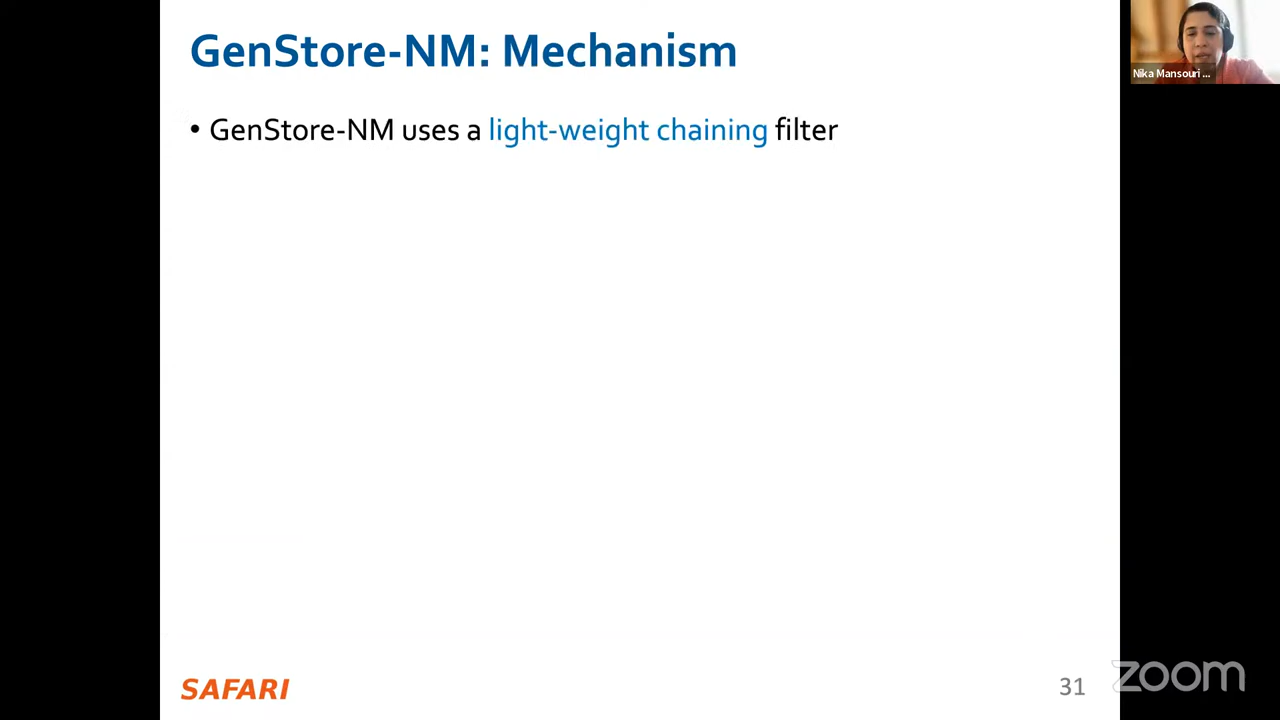 GenStore-NM: Mechanism
• GenStore-NM uses a light-weight chaining filter
Nika Mansouri ...
SAFARI
31
zoom